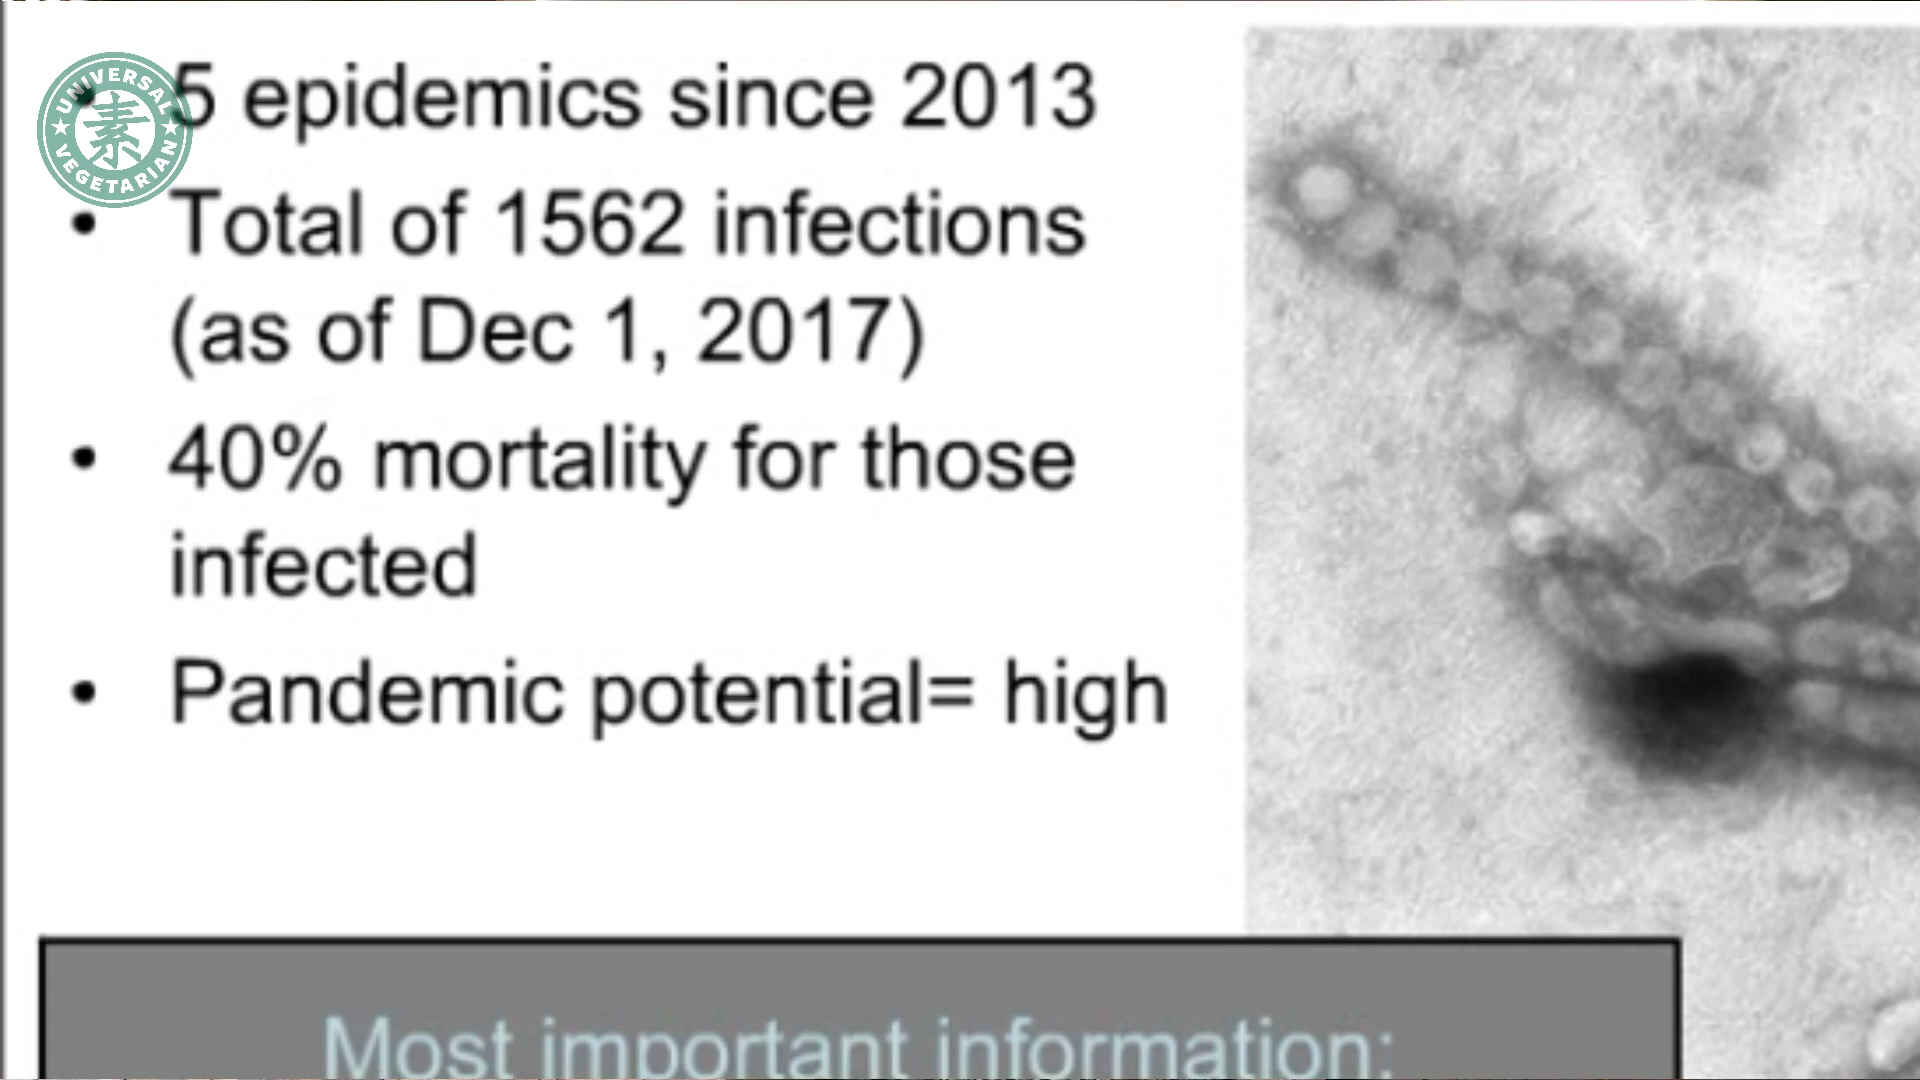 UNIVERSAL
素
VEGETARIAN
• 5 epidemics since 2013
• Total of 1562 infections
(as of Dec 1, 2017)
• 40% mortality for those
infected
• Pandemic potential= high
Most important information: